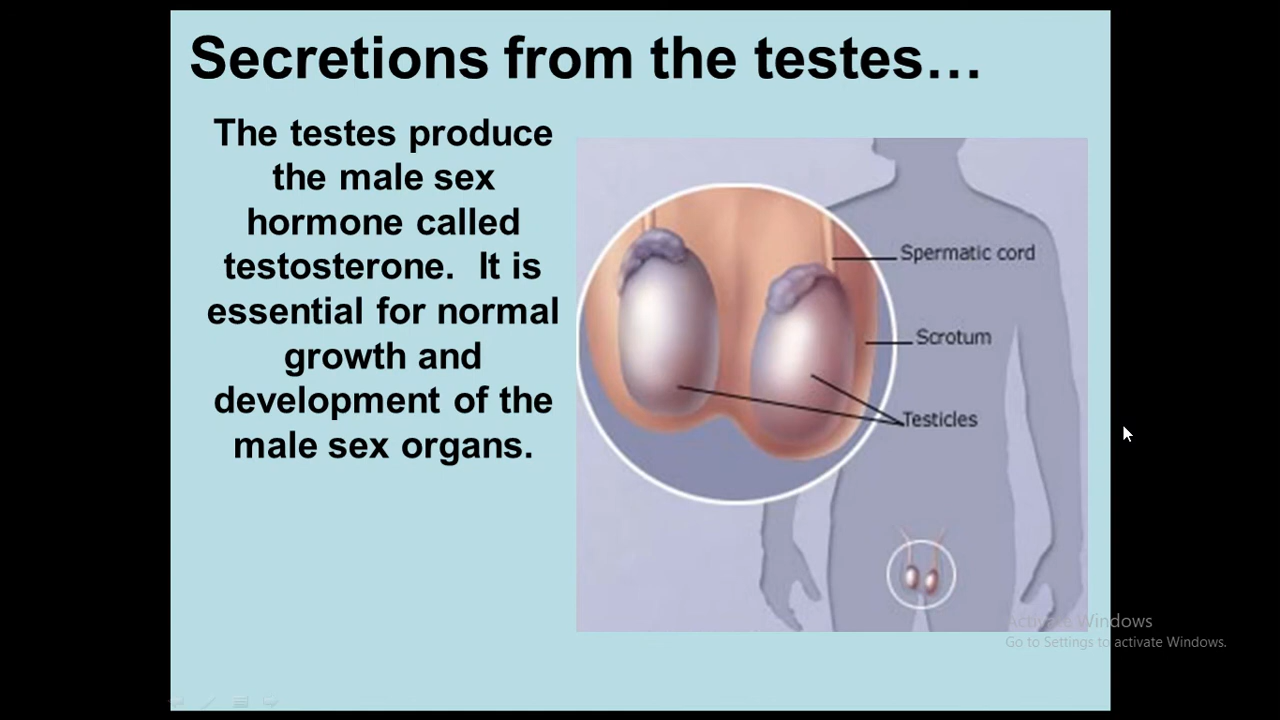 Secretions from the testes…
The testes produce
the male sex
hormone called
testosterone.  It is
essential for normal
growth and
development of the
male sex organs.
Spermatic cord
Scrotum
Testicles
Activate Windows
Go to Settings to activate Windows.